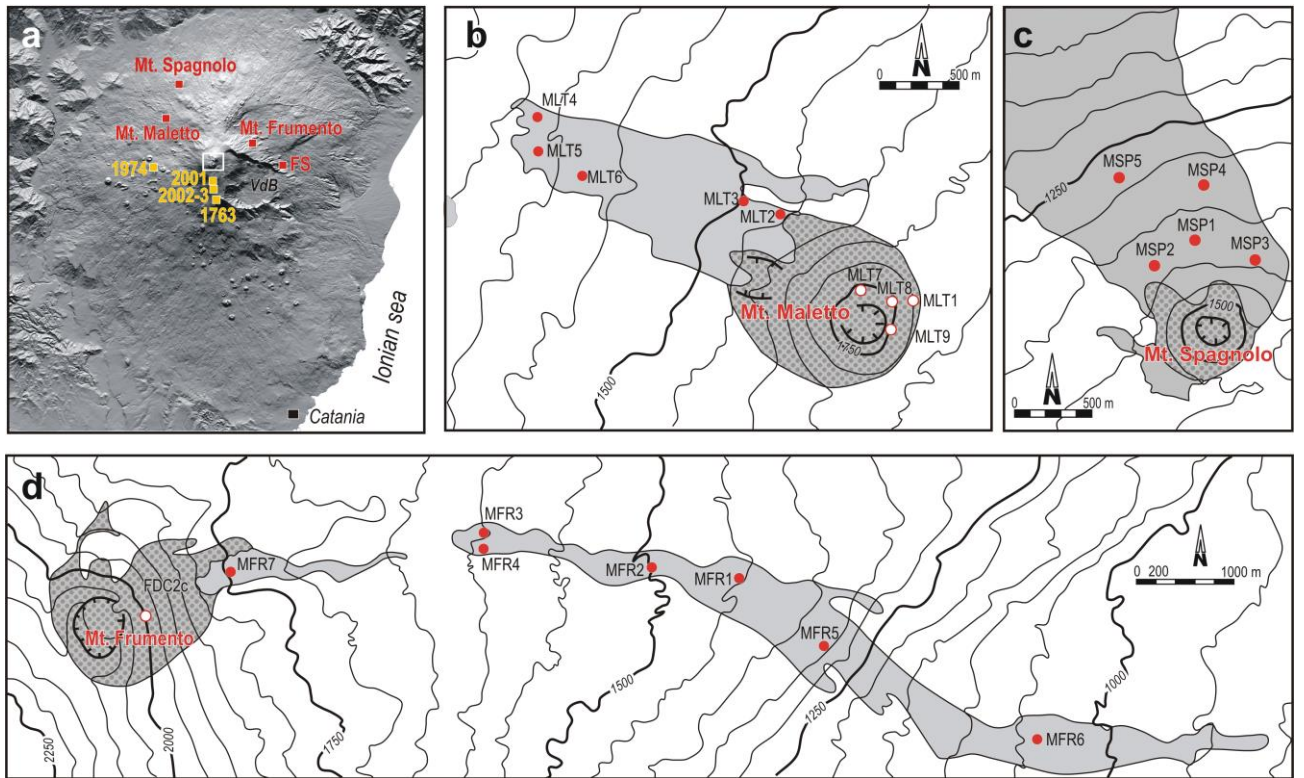 a
Mt. Spagnolo
Mt. Maletto
Mt. Frumento
FS
1974
2001
VdB
2002-3
1763
Ionian sea
Catania
b
N
0 500 m
MLT4
MLT5
MLT6
MLT3
MLT2
MLT7
MLT8
MLT1
Mt. Maletto
MLT9
1750
1500
c
MSP5
MSP4
1250
MSP1
MSP2
MSP3
1500
Mt. Spagnolo
N
0 500 m
d
MFR3
MFR4
MFR7
FDC2c
MFR2
MFR1
N
0 200 1000 m
Mt. Frumento
MFR5
1500
1250
1000
MFR6
2250
2000
1750